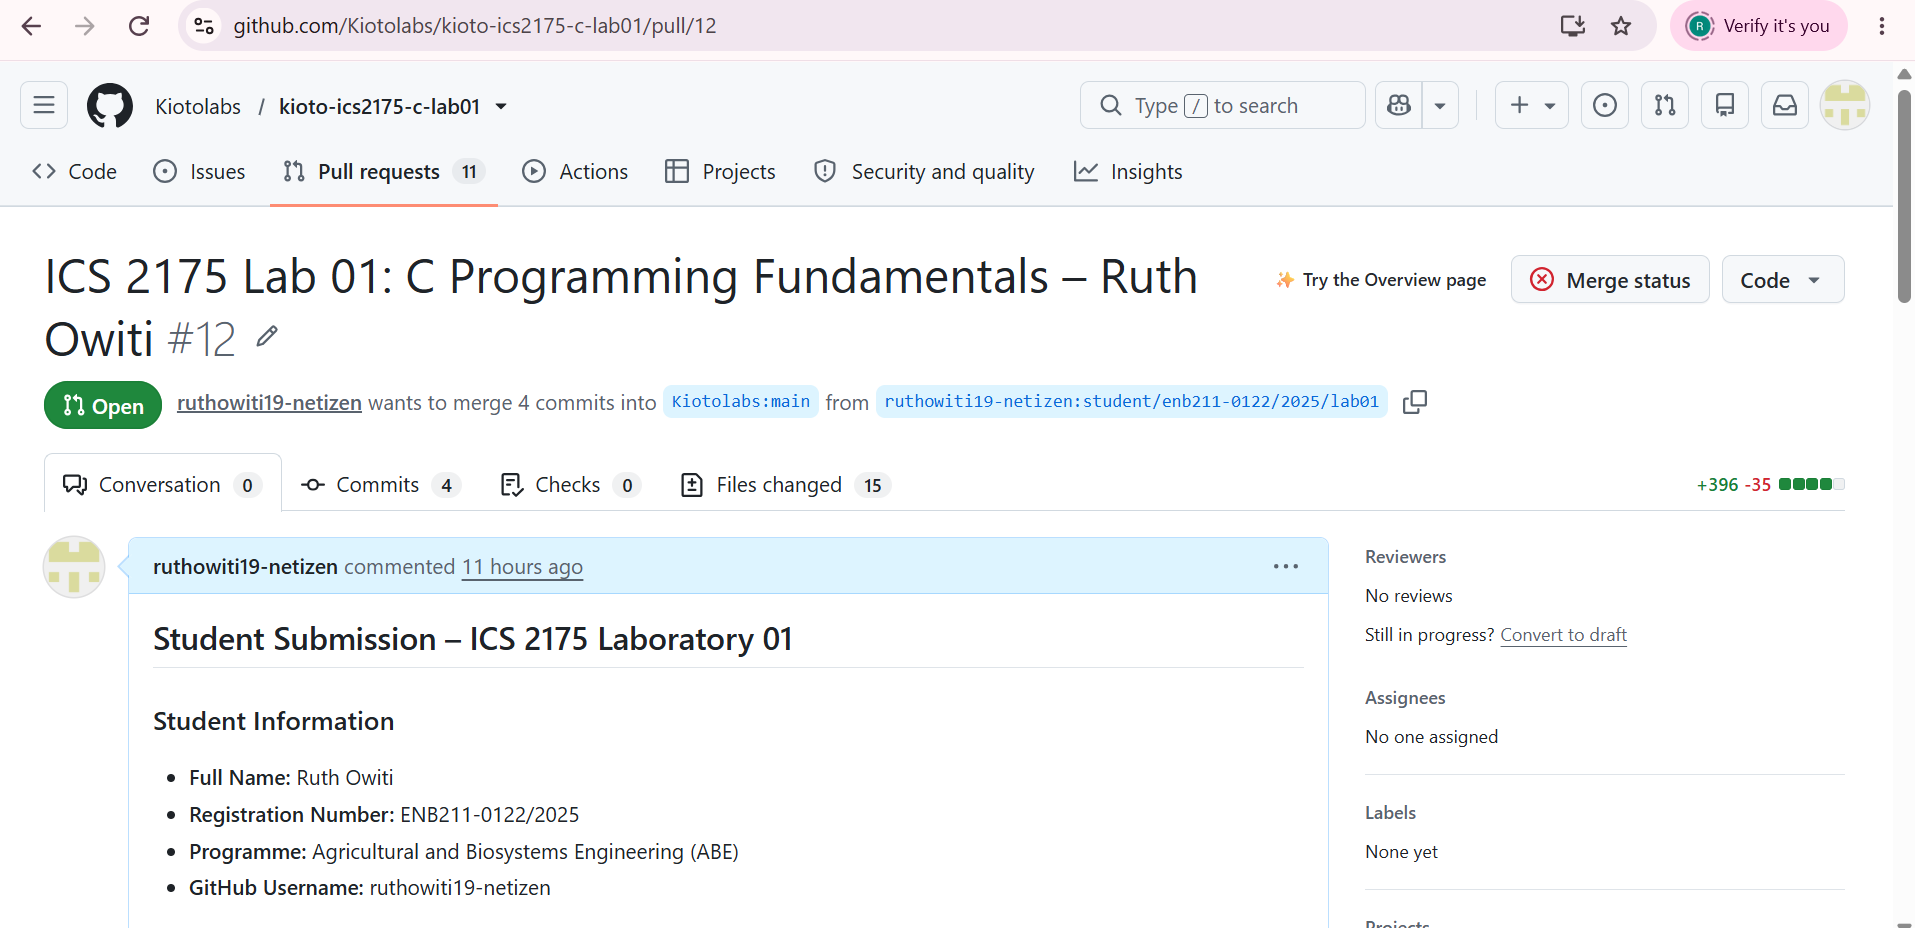 github.com/Kiotolabs/kioto-ics2175-c-lab01/pull/12
R Verify it's you
Kiotolabs / kioto-ics2175-c-lab01
Type / to search
Code
Issues
Pull requests 11
Actions
Projects
Security and quality
Insights
ICS 2175 Lab 01: C Programming Fundamentals – Ruth
Owiti #12
Try the Overview page
Merge status
Code
Open
ruthowiti19-netizen wants to merge 4 commits into Kiotolabs:main from ruthowiti19-netizen:student/enb211-0122/2025/lab01
Conversation 0
Commits 4
Checks 0
Files changed 15
+396 -35
ruthowiti19-netizen commented 11 hours ago
Student Submission – ICS 2175 Laboratory 01
Student Information
• Full Name: Ruth Owiti
• Registration Number: ENB211-0122/2025
• Programme: Agricultural and Biosystems Engineering (ABE)
• GitHub Username: ruthowiti19-netizen
Reviewers
No reviews
Still in progress? Convert to draft
Assignees
No one assigned
Labels
None yet
Projects